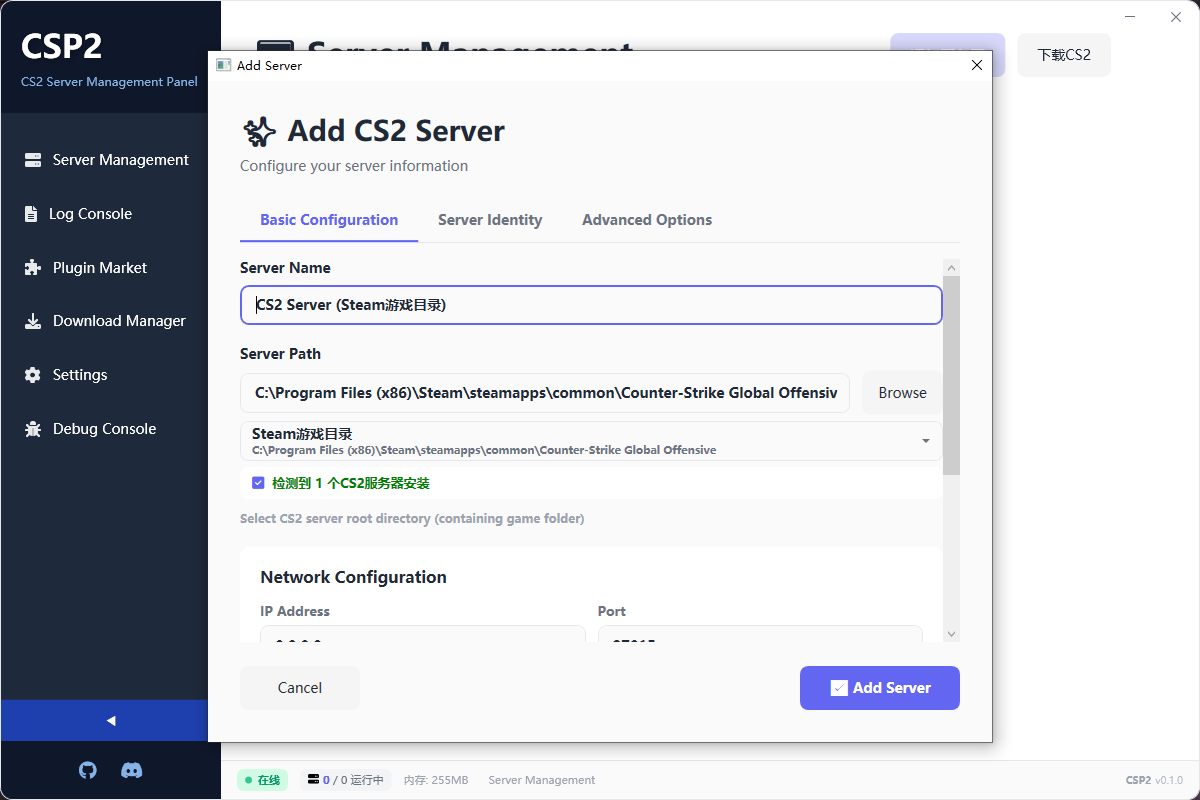 CSP2
CS2 Server Management Panel
Server Management
Log Console
Plugin Market
Download Manager
Settings
Debug Console
Server Management
下载CS2
Add Server
Add CS2 Server
Configure your server information
Basic Configuration
Server Identity
Advanced Options
Server Name
CS2 Server (Steam游戏目录)
Server Path
C:\Program Files (x86)\Steam\steamapps\common\Counter-Strike Global Offensiv
Browse
Steam游戏目录
C:\Program Files (x86)\Steam\steamapps\common\Counter-Strike Global Offensive
检测到 1 个CS2服务器安装
Select CS2 server root directory (containing game folder)
Network Configuration
IP Address
Port
Cancel
Add Server
在线
0 / 0 运行中
内存: 255MB
Server Management
CSP2 v0.1.0